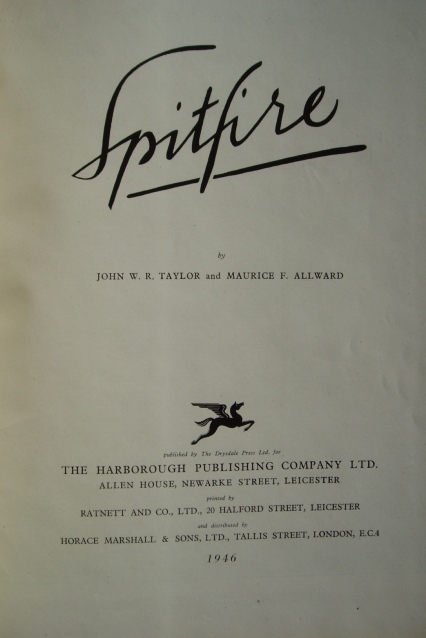 Spitfire
by
JOHN W. R. TAYLOR and MAURICE F. ALLWARD
published by The Drysdale Press Ltd. for
THE HARBOROUGH PUBLISHING COMPANY LTD.
ALLEN HOUSE, NEWARKE STREET, LEICESTER
printed by
RATNETT AND CO., LTD., 20 HALFORD STREET, LEICESTER
and distributed by
HORACE MARSHALL & SONS, LTD., TALLIS STREET, LONDON, E.C.4
1946